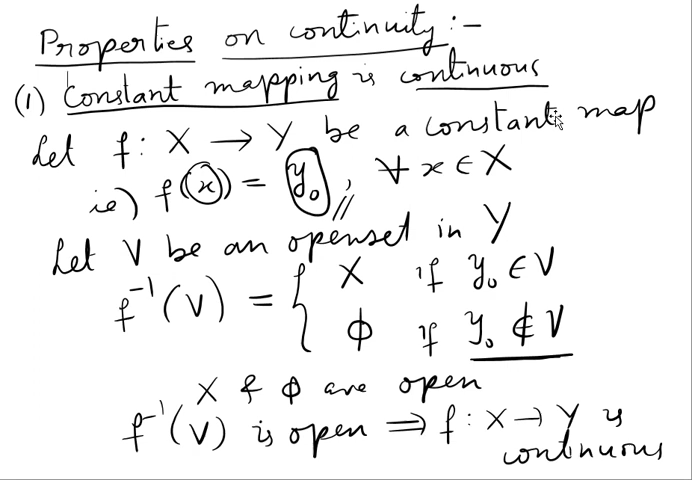 Properties on continuity :-
(1) Constant mapping is continuous
Let f: X → Y be a constant map
ie) f(x) = y₀, ∀ x ∈ X
Let V be an openset in Y
f⁻¹(V) = { X if y₀ ∈ V
ϕ if y₀ ∉ V
X & ϕ are open
f⁻¹(V) is open ⇒ f: X → Y is
continuous